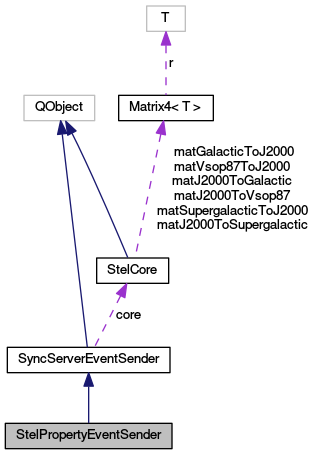 T
r
QObject
Matrix4< T >
matGalacticToJ2000
matVsop87ToJ2000
matJ2000ToGalactic
matJ2000ToVsop87
matSupergalacticToJ2000
matJ2000ToSupergalactic
StelCore
core
SyncServerEventSender
StelPropertyEventSender